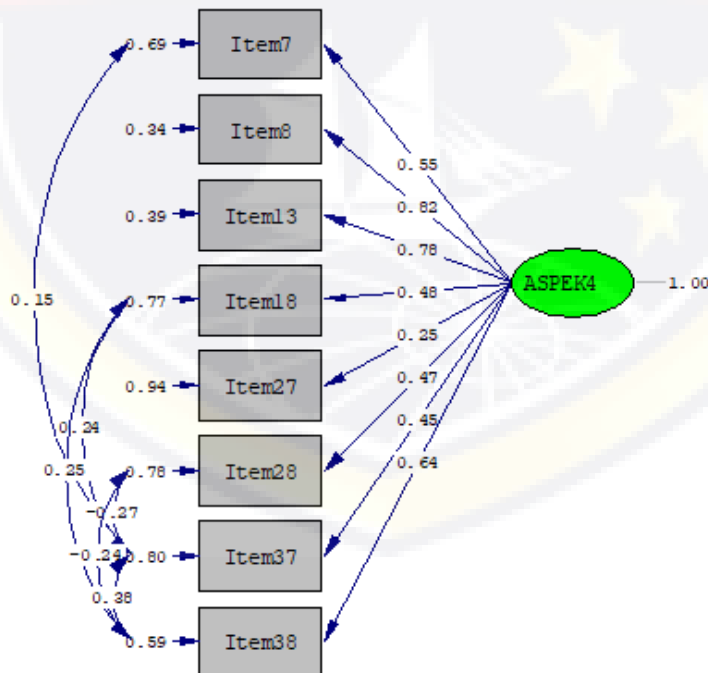 0.69 Item7
0.34 Item8
0.55
0.82
0.39 Item13
0.78
ASPEK4 1.00
0.15 0.77 Item18 0.48
0.25
0.94 Item27
0.47
0.24
0.45
0.25 0.78 Item28 0.64
-0.27
-0.24 0.80 Item37
0.38
0.59 Item38